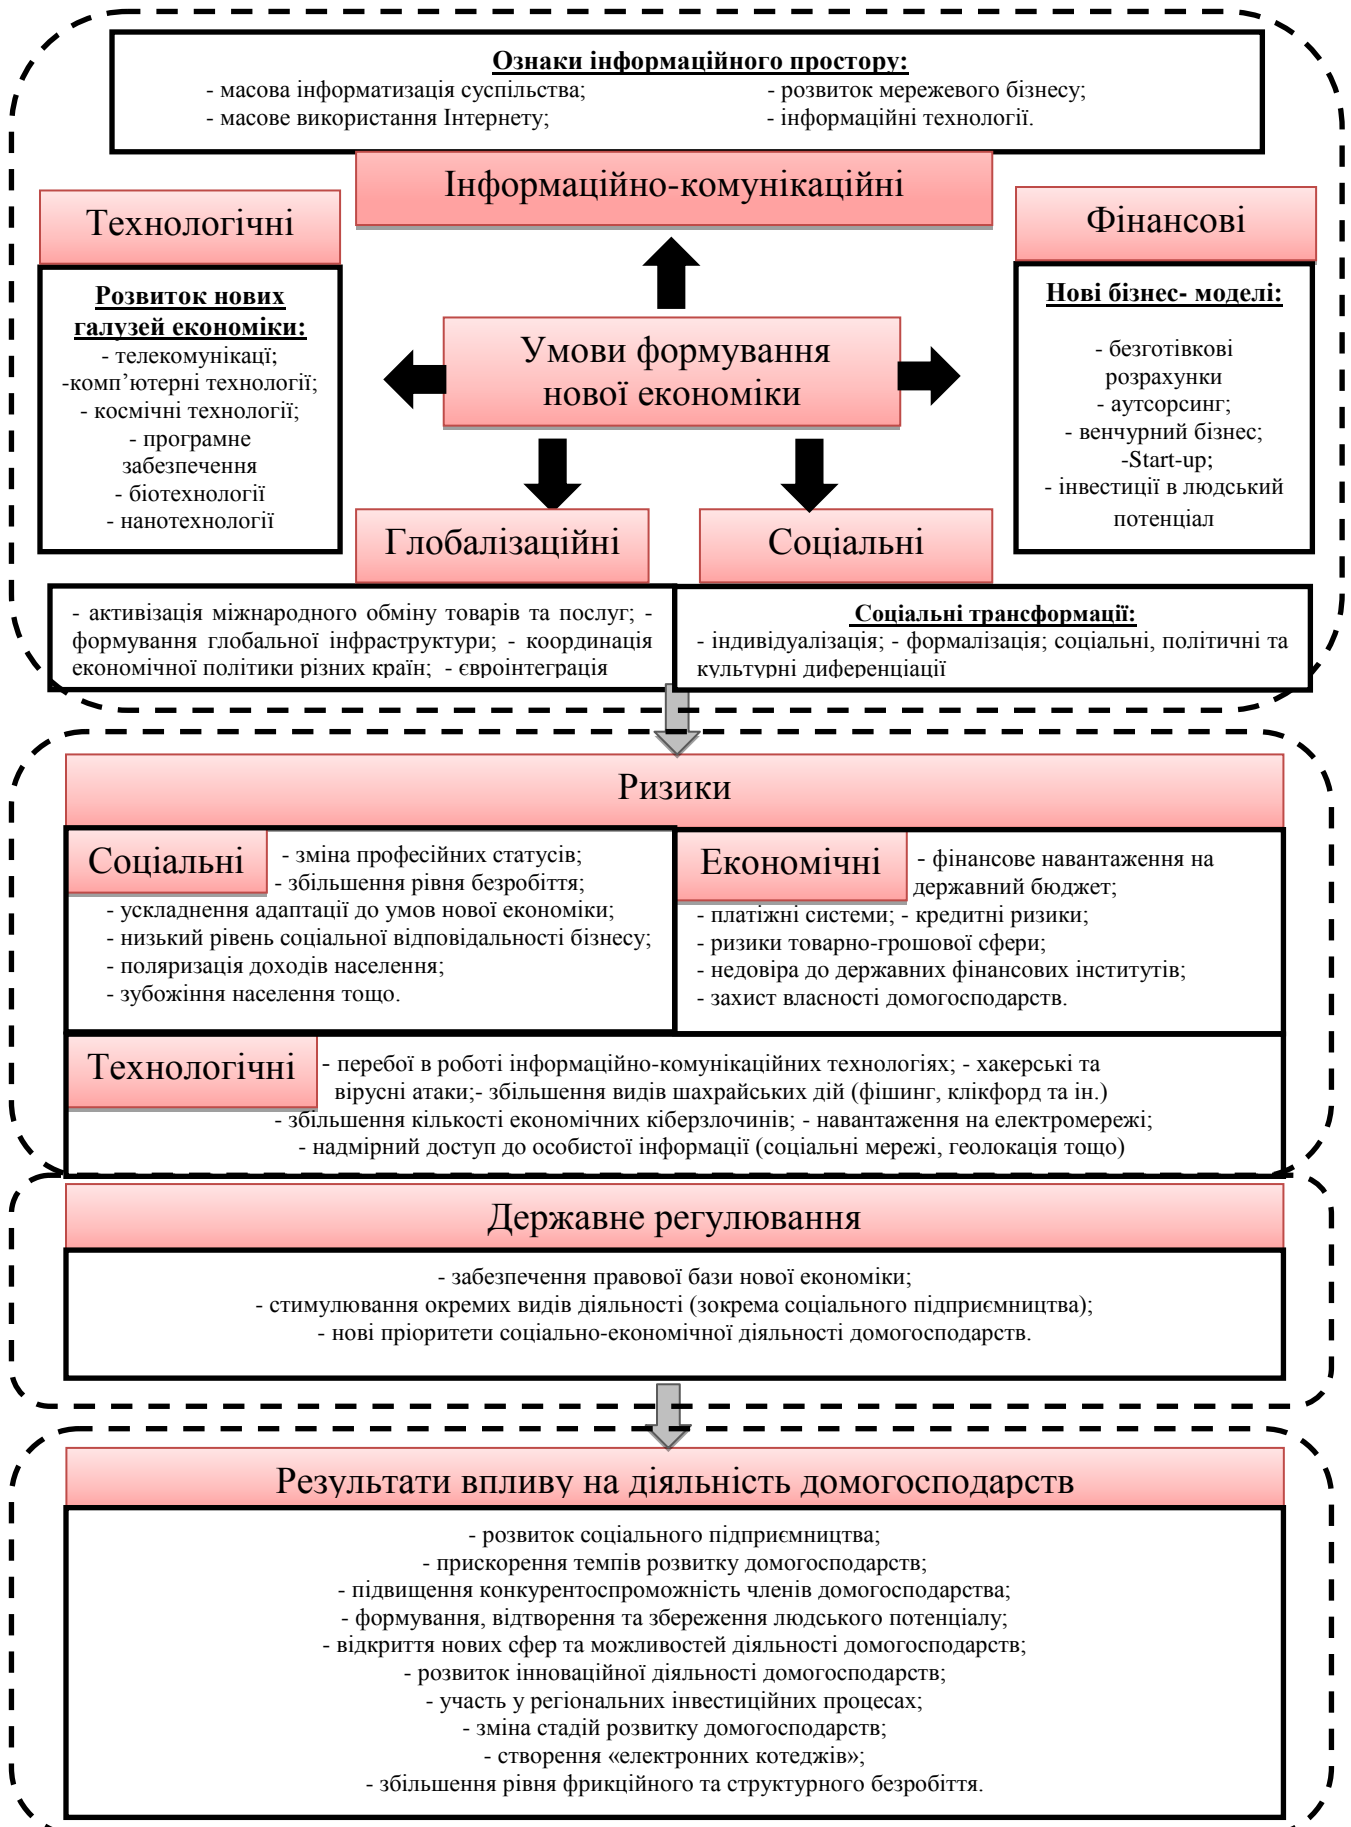 Ознаки інформаційного простору:
- масова інформатизація суспільства;
- масове використання Інтернету;
- розвиток мережевого бізнесу;
- інформаційні технології.
Інформаційно-комунікаційні
Технологічні
Розвиток нових
галузей економіки:
- телекомунікацї;
-комп’ютерні технології;
- космічні технології;
- програмне
забезпечення
- біотехнології
- нанотехнології
Фінансові
Нові бізнес- моделі:
- безготівкові
розрахунки
- аутсорсинг;
- венчурний бізнес;
-Start-up;
- інвестиції в людський
потенціал
Умови формування
нової економіки
Глобалізаційні
- активізація міжнародного обміну товарів та послуг; -
формування глобальної інфраструктури; - координація
економічної політики різних країн; - євроінтеграція
Соціальні
Соціальні трансформації:
- індивідуалізація; - формалізація; соціальні, політичні та
культурні диференціації
Ризики
Соціальні
- зміна професійних статусів;
- збільшення рівня безробіття;
- ускладнення адаптації до умов нової економіки;
- низький рівень соціальної відповідальності бізнесу;
- поляризація доходів населення;
- зубожіння населення тощо.
Економічні
- фінансове навантаження на
державний бюджет;
- платіжні системи; - кредитні ризики;
- ризики товарно-грошової сфери;
- недовіра до державних фінансових інститутів;
- захист власності домогосподарств.
Технологічні
- перебої в роботі інформаційно-комунікаційних технологіях; - хакерські та
вірусні атаки;- збільшення видів шахрайських дій (фішинг, клікфорд та ін.)
- збільшення кількості економічних кіберзлочинів; - навантаження на електромережі;
- надмірний доступ до особистої інформації (соціальні мережі, геолокація тощо)
Державне регулювання
- забезпечення правової бази нової економіки;
- стимулювання окремих видів діяльності (зокрема соціального підприємництва);
- нові пріоритети соціально-економічної діяльності домогосподарств.
Результати впливу на діяльність домогосподарств
- розвиток соціального підприємництва;
- прискорення темпів розвитку домогосподарств;
- підвищення конкурентоспроможність членів домогосподарства;
- формування, відтворення та збереження людського потенціалу;
- відкриття нових сфер та можливостей діяльності домогосподарств;
- розвиток інноваційної діяльності домогосподарств;
- участь у регіональних інвестиційних процесах;
- зміна стадій розвитку домогосподарств;
- створення «електронних котеджів»;
- збільшення рівня фрикційного та структурного безробіття.